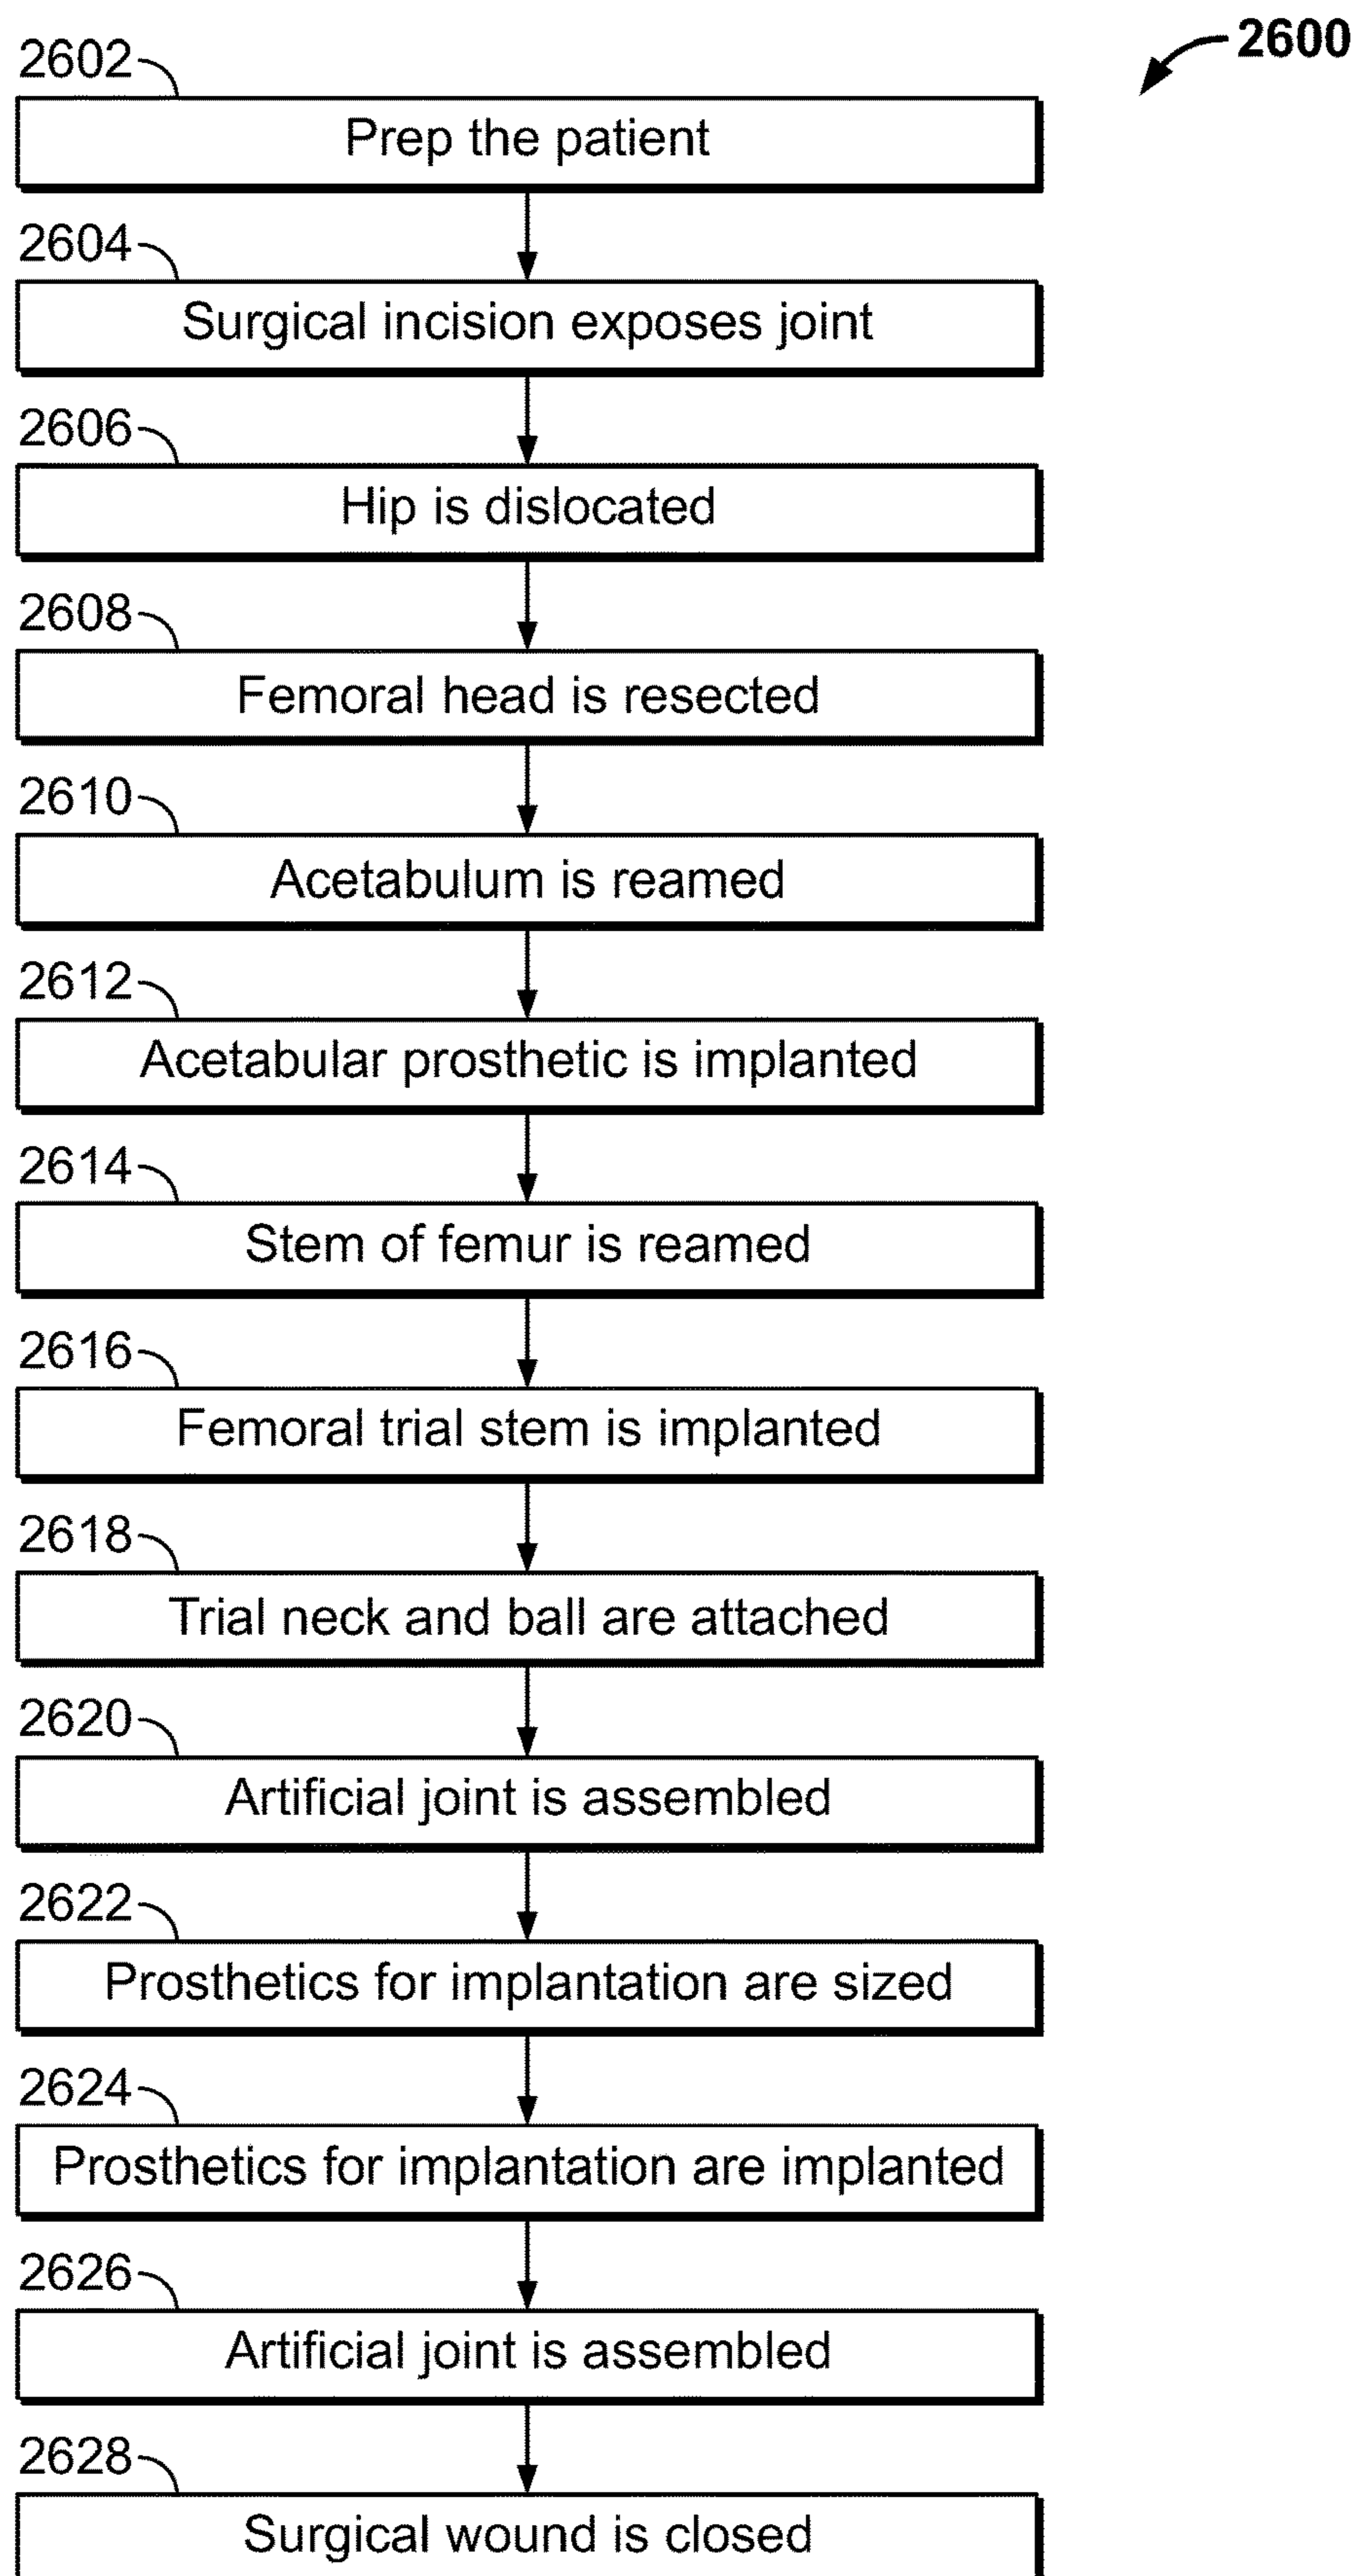 2600
2602
Prep the patient
2604
Surgical incision exposes joint
2606
Hip is dislocated
2608
Femoral head is resected
2610
Acetabulum is reamed
2612
Acetabular prosthetic is implanted
2614
Stem of femur is reamed
2616
Femoral trial stem is implanted
2618
Trial neck and ball are attached
2620
Artificial joint is assembled
2622
Prosthetics for implantation are sized
2624
Prosthetics for implantation are implanted
2626
Artificial joint is assembled
2628
Surgical wound is closed